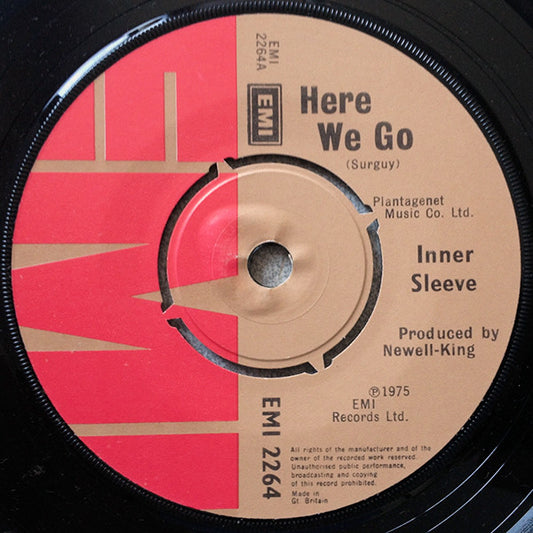 EMI
EMI
2264A
EMI
Here
We Go
(Surguy)
Plantagenet
Music Co. Ltd.
Inner
Sleeve
Produced by
Newell-King
℗1975
EMI
Records Ltd.
EMI 2264
All rights of the manufacturer and of the
owner of the recorded work reserved.
Unauthorised public performance,
broadcasting and copying
of this record prohibited.
Made in
Gt. Britain